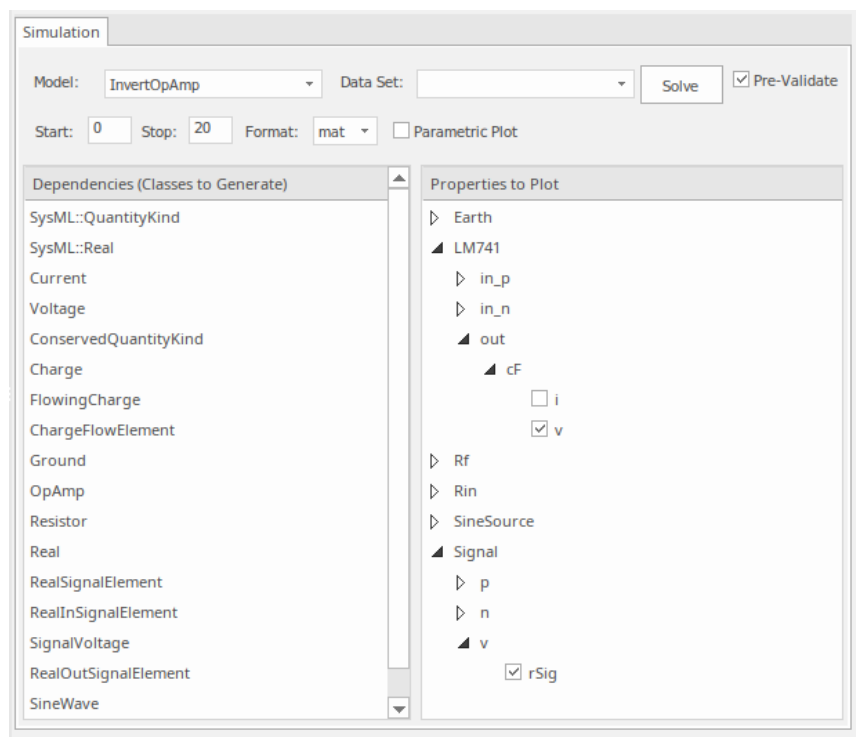 Simulation
Model: InvertOpAmp Data Set: Solve Pre-Validate
Start: 0 Stop: 20 Format: mat Parametric Plot
Dependencies (Classes to Generate)
SysML::QuantityKind
SysML::Real
Current
Voltage
ConservedQuantityKind
Charge
FlowingCharge
ChargeFlowElement
Ground
OpAmp
Resistor
Real
RealSignalElement
RealInSignalElement
SignalVoltage
RealOutSignalElement
SineWave
Properties to Plot
Earth
LM741
in_p
in_n
out
cF
i
v
Rf
Rin
SineSource
Signal
p
n
v
rSig